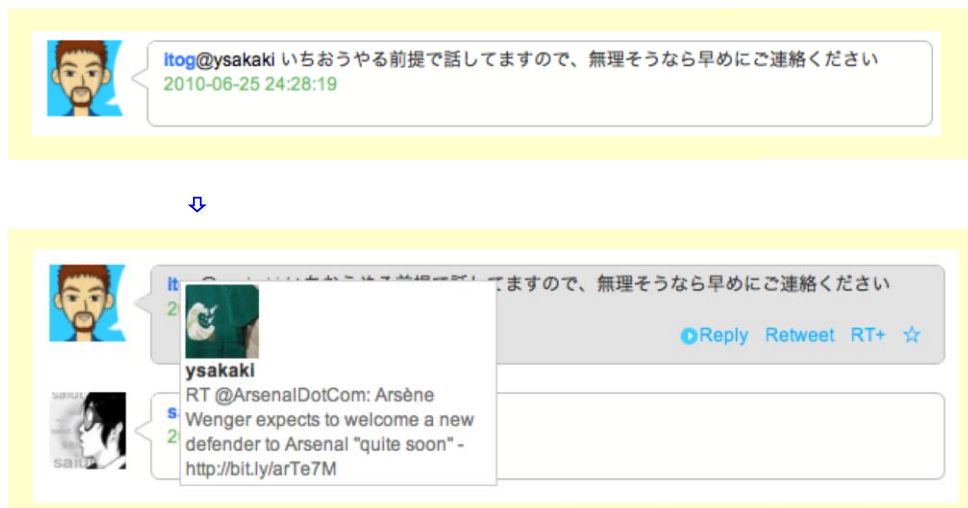 itog@ysakaki いちおうやる前提で話してますので、無理そうなら早めにご連絡ください
2010-06-25 24:28:19
⇩
てますので、無理そうなら早めにご連絡ください
Reply Retweet RT+ ☆
ysakaki
RT @ArsenalDotCom: Arsène
Wenger expects to welcome a new
defender to Arsenal "quite soon" -
http://bit.ly/arTe7M
salut